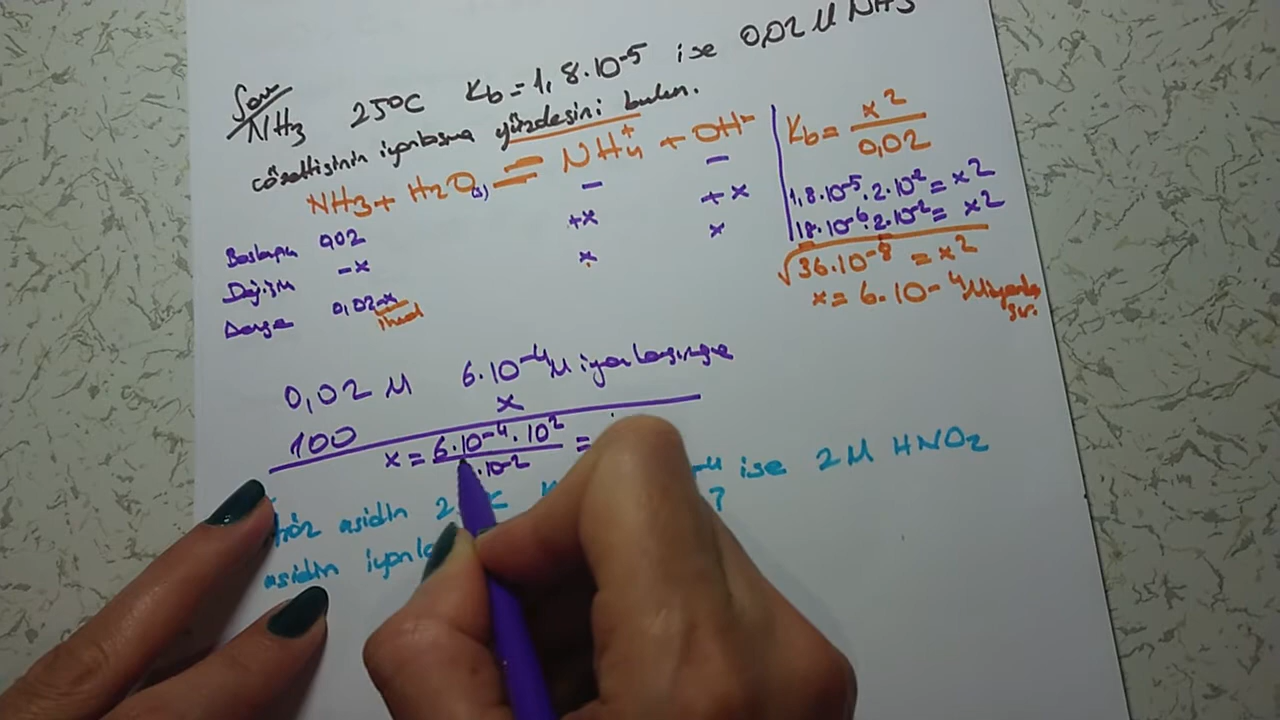 Soru
NH3 25°C Kb = 1,8.10⁻⁵ ise 0,02 M NH3
çözeltisinin iyonlaşma yüzdesini bulun.
NH3 + H2O(s) ⇌ NH4⁺ + OH⁻
Başlangıç 0,02 - -
Değişim -x +x +x
Denge 0,02-x x x
ihmal
Kb = x²/0,02
1,8.10⁻⁵.2.10⁻² = x²
18.10⁻⁶.2.10⁻² = x²
√36.10⁻⁸ = x²
x = 6.10⁻⁴ M iyonlaşır.
0,02 M 6.10⁻⁴ M iyonlaşmışsa
100 x
x = 6.10⁻⁴.10² / .10⁻² =
asidin 2 ise 2M HNO2
asidin ?